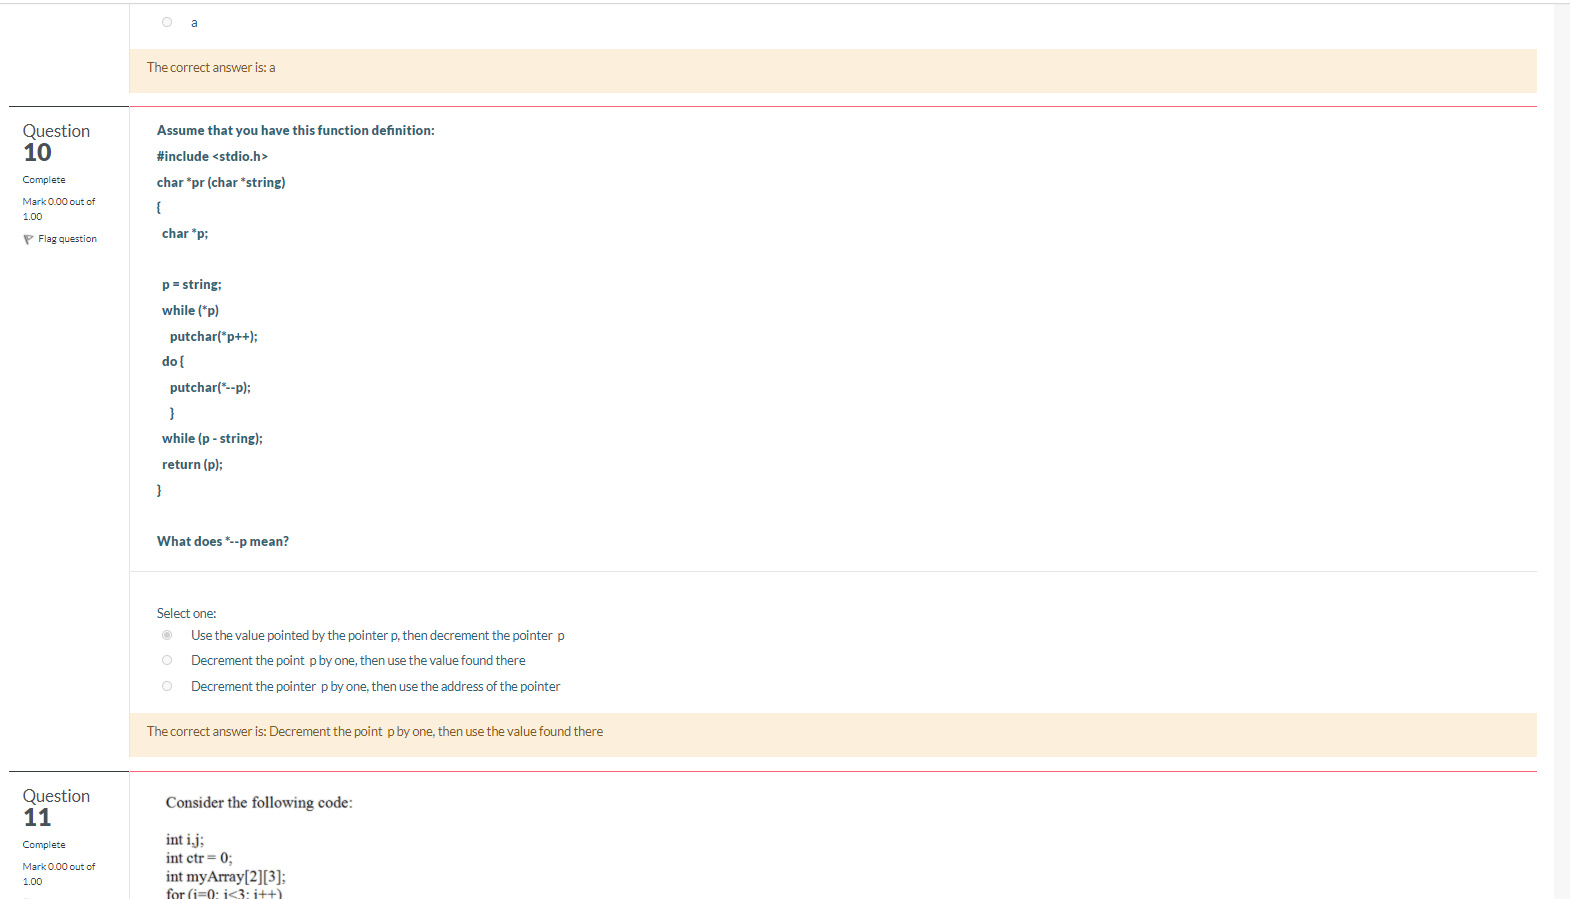 a
The correct answer is: a
Question
10
Complete
Mark 0.00 out of
1.00
Flag question
Assume that you have this function definition:
#include <stdio.h>
char *pr (char *string)
{
char *p;
p = string;
while (*p)
putchar(*p++);
do {
putchar(*--p);
}
while (p - string);
return (p);
}
What does *--p mean?
Select one:
Use the value pointed by the pointer p, then decrement the pointer p
Decrement the point p by one, then use the value found there
Decrement the pointer p by one, then use the address of the pointer
The correct answer is: Decrement the point p by one, then use the value found there
Question
11
Complete
Mark 0.00 out of
1.00
Consider the following code:
int i,j;
int ctr = 0;
int myArray[2][3];
for (i=0; i<3; i++)